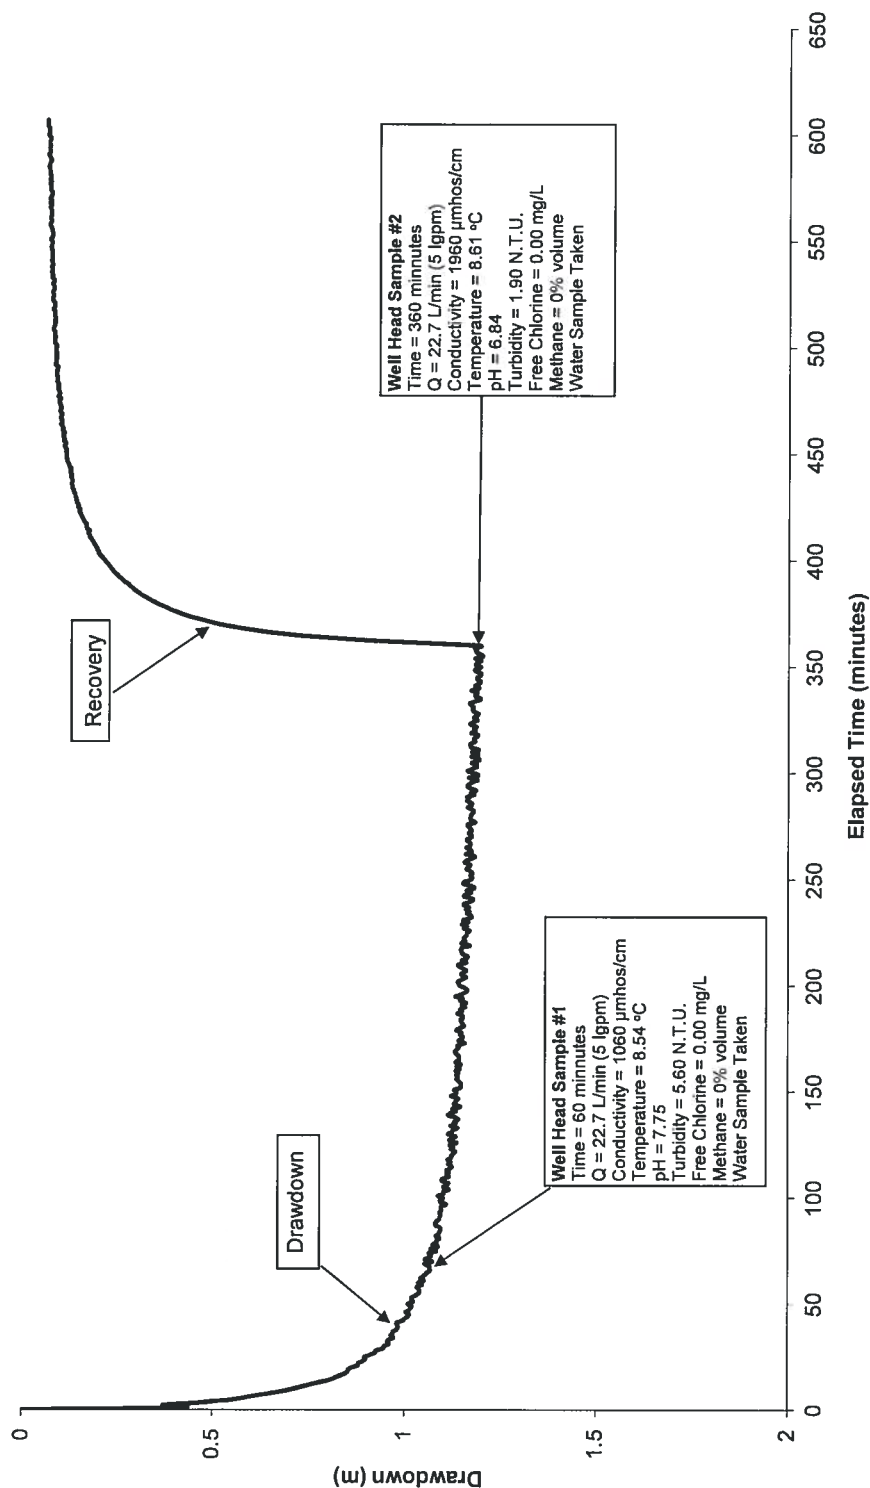 Drawdown (m)
0
0.5
1
1.5
2
Drawdown
Recovery
Well Head Sample #1
Time = 60 minnutes
Q = 22.7 L/min (5 Igpm)
Conductivity = 1060 µmhos/cm
Temperature = 8.54 ºC
pH = 7.75
Turbidity = 5.60 N.T.U.
Free Chlorine = 0.00 mg/L
Methane = 0% volume
Water Sample Taken
Well Head Sample #2
Time = 360 minnutes
Q = 22.7 L/min (5 Igpm)
Conductivity = 1960 µmhos/cm
Temperature = 8.61 ºC
pH = 6.84
Turbidity = 1.90 N.T.U.
Free Chlorine = 0.00 mg/L
Methane = 0% volume
Water Sample Taken
0 50 100 150 200 250 300 350 400 450 500 550 600 650
Elapsed Time (minutes)